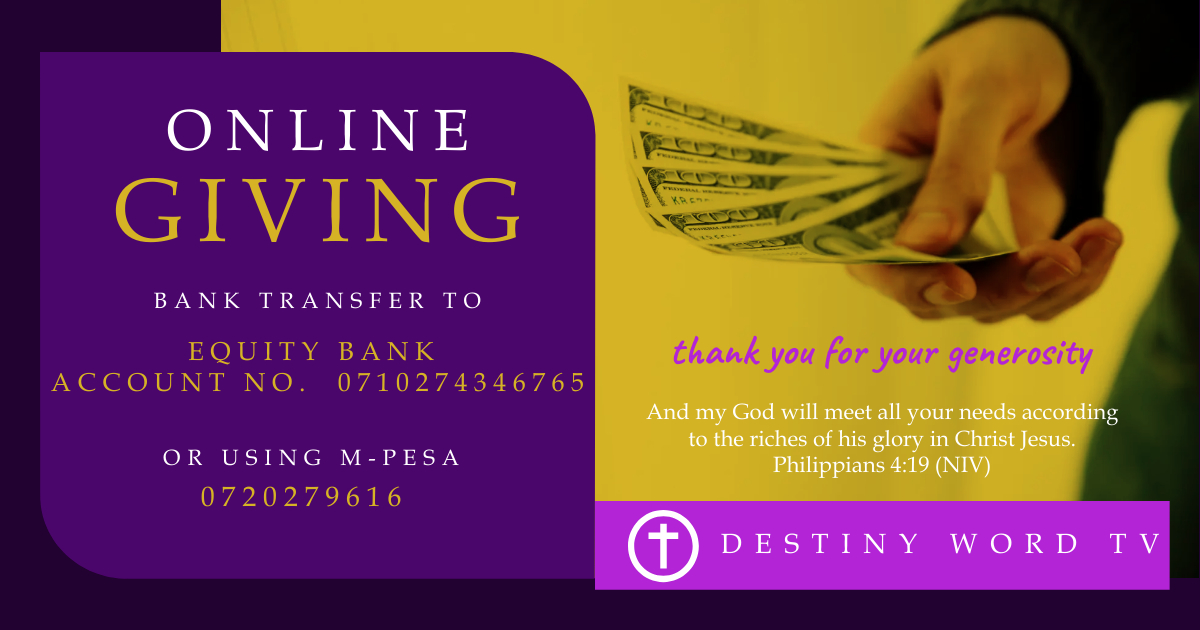 ONLINE
GIVING
BANK TRANSFER TO
EQUITY BANK
ACCOUNT NO. 0710274346765
OR USING M-PESA
0720279616
thank you for your generosity
And my God will meet all your needs according
to the riches of his glory in Christ Jesus.
Philippians 4:19 (NIV)
DESTINY WORD TV